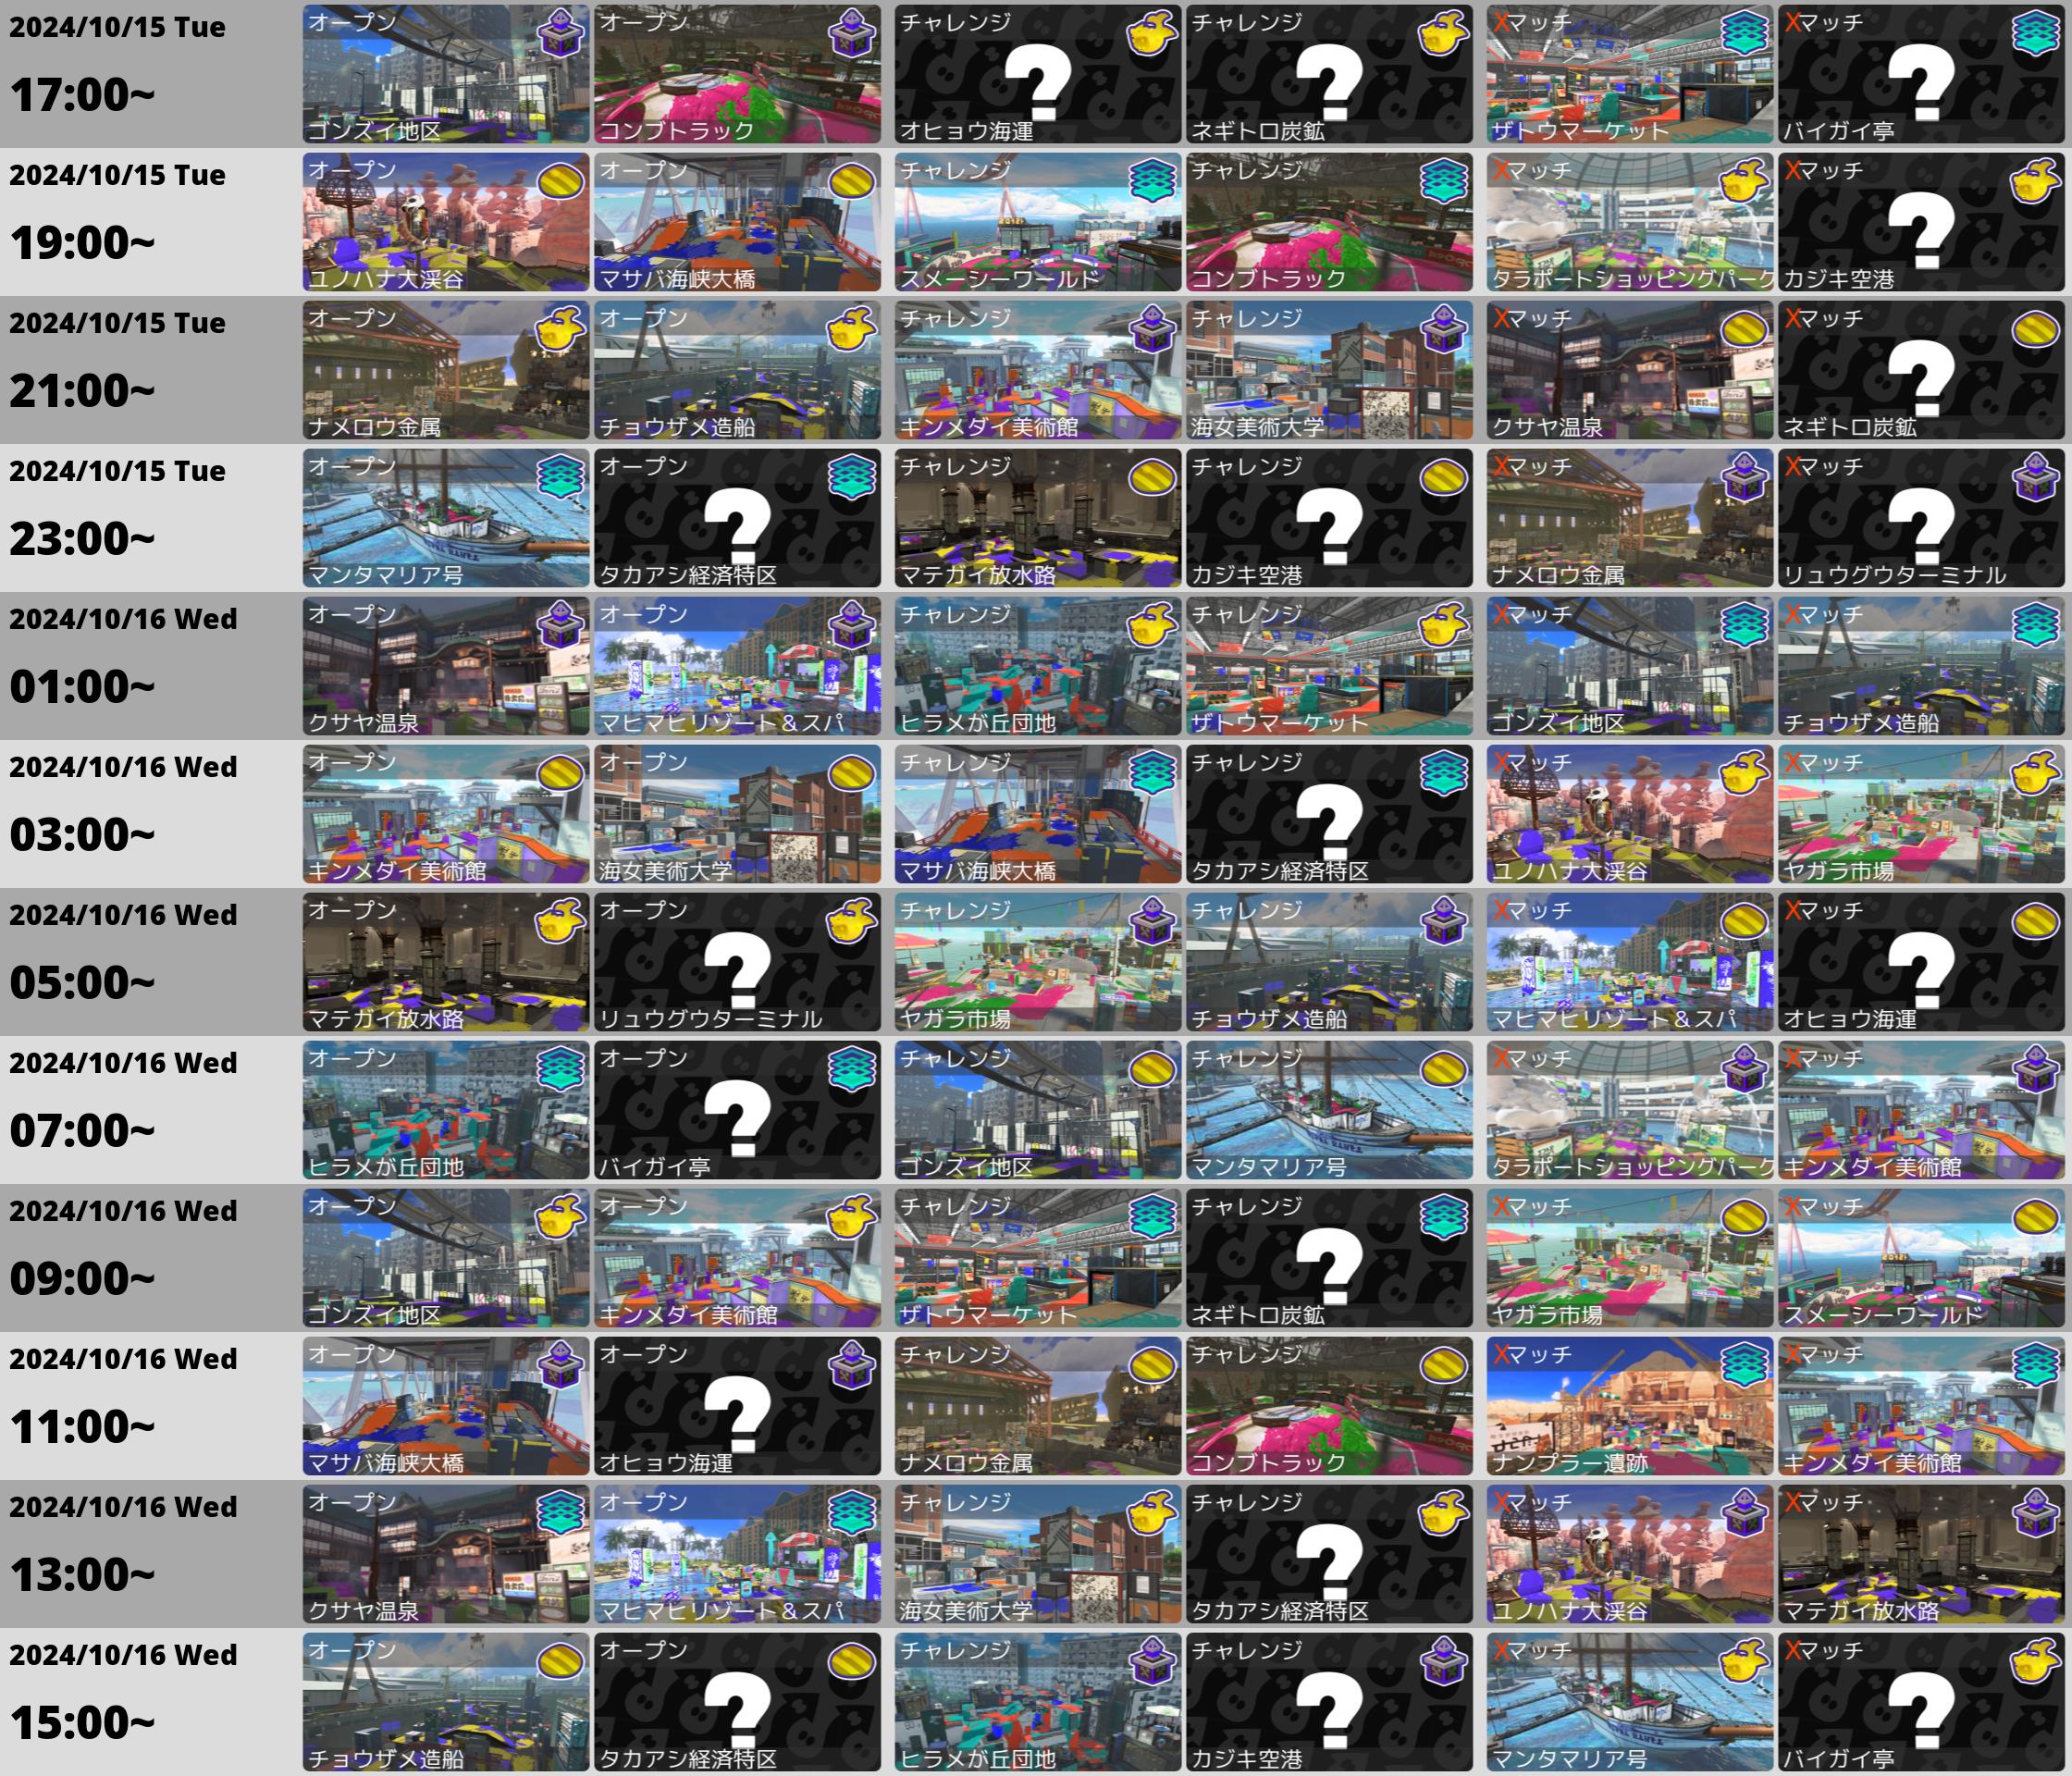 2024/10/15 Tue
17:00~
オープン
ゴンズイ地区
オープン
コンブトラック
チャレンジ
オヒョウ海運
チャレンジ
ネギトロ炭鉱
Xマッチ
ザトウマーケット
Xマッチ
バイガイ亭
2024/10/15 Tue
19:00~
オープン
ユノハナ大渓谷
オープン
マサバ海峡大橋
チャレンジ
スメーシーワールド
チャレンジ
コンブトラック
Xマッチ
タラポートショッピングパーク
Xマッチ
カジキ空港
2024/10/15 Tue
21:00~
オープン
ナメロウ金属
オープン
チョウザメ造船
チャレンジ
キンメダイ美術館
チャレンジ
海女美術大学
Xマッチ
クサヤ温泉
Xマッチ
ネギトロ炭鉱
2024/10/15 Tue
23:00~
オープン
マンタマリア号
オープン
タカアシ経済特区
チャレンジ
マテガイ放水路
チャレンジ
カジキ空港
Xマッチ
ナメロウ金属
Xマッチ
リュウグウターミナル
2024/10/16 Wed
01:00~
オープン
クサヤ温泉
オープン
マヒマヒリゾート＆スパ
チャレンジ
ヒラメが丘団地
チャレンジ
ザトウマーケット
Xマッチ
ゴンズイ地区
Xマッチ
チョウザメ造船
2024/10/16 Wed
03:00~
オープン
キンメダイ美術館
オープン
海女美術大学
チャレンジ
マサバ海峡大橋
チャレンジ
タカアシ経済特区
Xマッチ
ユノハナ大渓谷
Xマッチ
ヤガラ市場
2024/10/16 Wed
05:00~
オープン
マテガイ放水路
オープン
リュウグウターミナル
チャレンジ
ヤガラ市場
チャレンジ
チョウザメ造船
Xマッチ
マヒマヒリゾート＆スパ
Xマッチ
オヒョウ海運
2024/10/16 Wed
07:00~
オープン
ヒラメが丘団地
オープン
バイガイ亭
チャレンジ
ゴンズイ地区
チャレンジ
マンタマリア号
Xマッチ
タラポートショッピングパーク
Xマッチ
キンメダイ美術館
2024/10/16 Wed
09:00~
オープン
ゴンズイ地区
オープン
キンメダイ美術館
チャレンジ
ザトウマーケット
チャレンジ
ネギトロ炭鉱
Xマッチ
ヤガラ市場
Xマッチ
スメーシーワールド
2024/10/16 Wed
11:00~
オープン
マサバ海峡大橋
オープン
オヒョウ海運
チャレンジ
ナメロウ金属
チャレンジ
コンブトラック
Xマッチ
ナンプラー遺跡
Xマッチ
キンメダイ美術館
2024/10/16 Wed
13:00~
オープン
クサヤ温泉
オープン
マヒマヒリゾート＆スパ
チャレンジ
海女美術大学
チャレンジ
タカアシ経済特区
Xマッチ
ユノハナ大渓谷
Xマッチ
マテガイ放水路
2024/10/16 Wed
15:00~
オープン
チョウザメ造船
オープン
タカアシ経済特区
チャレンジ
ヒラメが丘団地
チャレンジ
カジキ空港
Xマッチ
マンタマリア号
Xマッチ
バイガイ亭